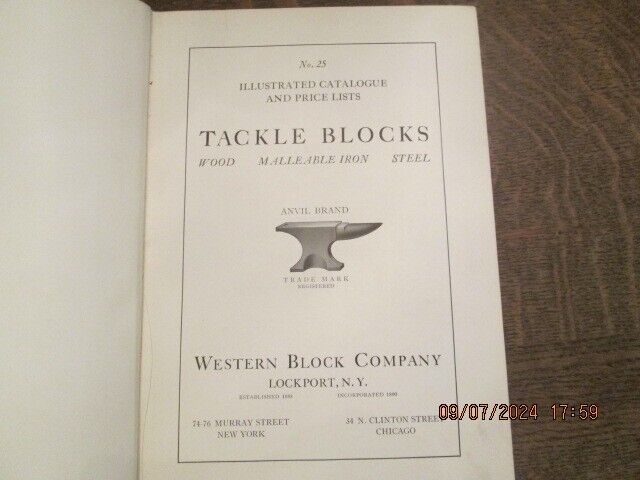 No. 25
ILLUSTRATED CATALOGUE
AND PRICE LISTS
TACKLE BLOCKS
WOOD MALLEABLE IRON STEEL
ANVIL BRAND
TRADE MARK
REGISTERED
WESTERN BLOCK COMPANY
LOCKPORT, N. Y.
ESTABLISHED INCORPORATED
74-76 MURRAY STREET
NEW YORK
34 N. CLINTON STREET
CHICAGO
09/07/2024 17:59